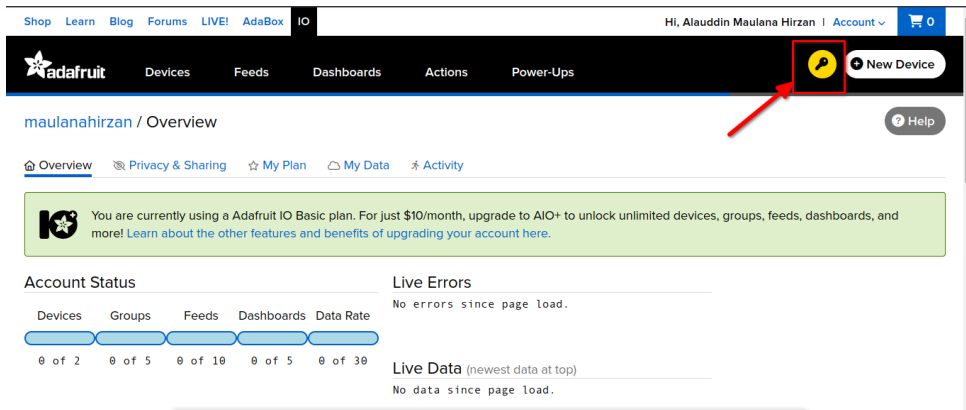 Shop Learn Blog Forums LIVE! AdaBox IO
Hi, Alauddin Maulana Hirzan | Account
0
adafruit Devices Feeds Dashboards Actions Power-Ups
New Device
maulanahirzan / Overview
? Help
Overview Privacy & Sharing My Plan My Data Activity
IO+
You are currently using a Adafruit IO Basic plan. For just $10/month, upgrade to AIO+ to unlock unlimited devices, groups, feeds, dashboards, and
more! Learn about the other features and benefits of upgrading your account here.
Account Status
Devices Groups Feeds Dashboards Data Rate
0 of 2 0 of 5 0 of 10 0 of 5 0 of 30
Live Errors
No errors since page load.
Live Data (newest data at top)
No data since page load.